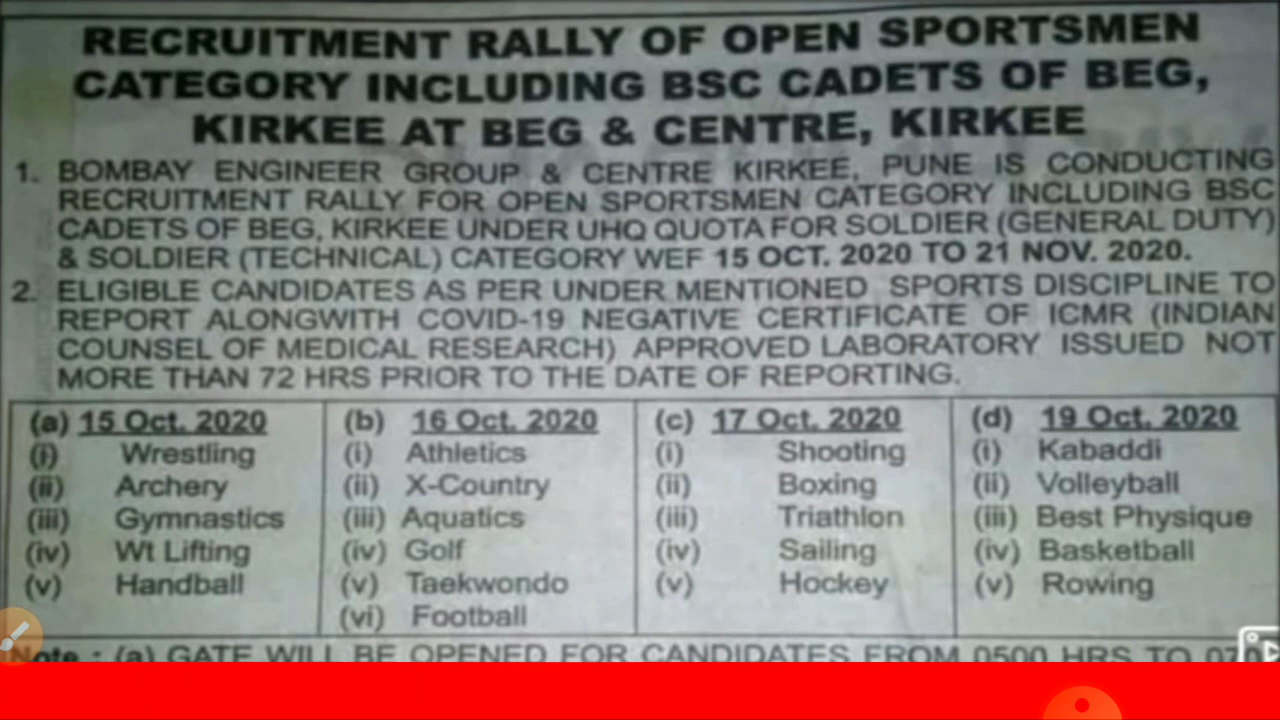 RECRUITMENT RALLY OF OPEN SPORTSMEN
CATEGORY INCLUDING BSC CADETS OF BEG,
KIRKEE AT BEG & CENTRE, KIRKEE
1. BOMBAY ENGINEER GROUP & CENTRE KIRKEE, PUNE IS CONDUCTING
RECRUITMENT RALLY FOR OPEN SPORTSMEN CATEGORY INCLUDING BSC
CADETS OF BEG, KIRKEE UNDER UHQ QUOTA FOR SOLDIER (GENERAL DUTY)
& SOLDIER (TECHNICAL) CATEGORY WEF 15 OCT. 2020 TO 21 NOV. 2020.
2. ELIGIBLE CANDIDATES AS PER UNDER MENTIONED SPORTS DISCIPLINE TO
REPORT ALONGWITH COVID-19 NEGATIVE CERTIFICATE OF ICMR (INDIAN
COUNSEL OF MEDICAL RESEARCH) APPROVED LABORATORY ISSUED NOT
MORE THAN 72 HRS PRIOR TO THE DATE OF REPORTING.
(a) 15 Oct. 2020
(i) Wrestling
(ii) Archery
(iii) Gymnastics
(iv) Wt Lifting
(v) Handball
(b) 16 Oct. 2020
(i) Athletics
(ii) X-Country
(iii) Aquatics
(iv) Golf
(v) Taekwondo
(vi) Football
(c) 17 Oct. 2020
(i) Shooting
(ii) Boxing
(iii) Triathlon
(iv) Sailing
(v) Hockey
(d) 19 Oct. 2020
(i) Kabaddi
(ii) Volleyball
(iii) Best Physique
(iv) Basketball
(v) Rowing
Note : (a) GATE WILL BE OPENED FOR CANDIDATES FROM 0500 HRS TO